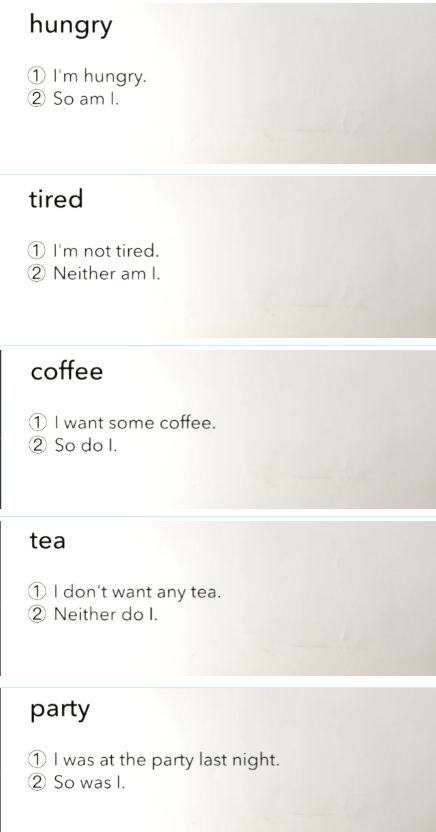 hungry
① I'm hungry.
② So am I.
tired
① I'm not tired.
② Neither am I.
coffee
① I want some coffee.
② So do I.
tea
① I don't want any tea.
② Neither do I.
party
① I was at the party last night.
② So was I.